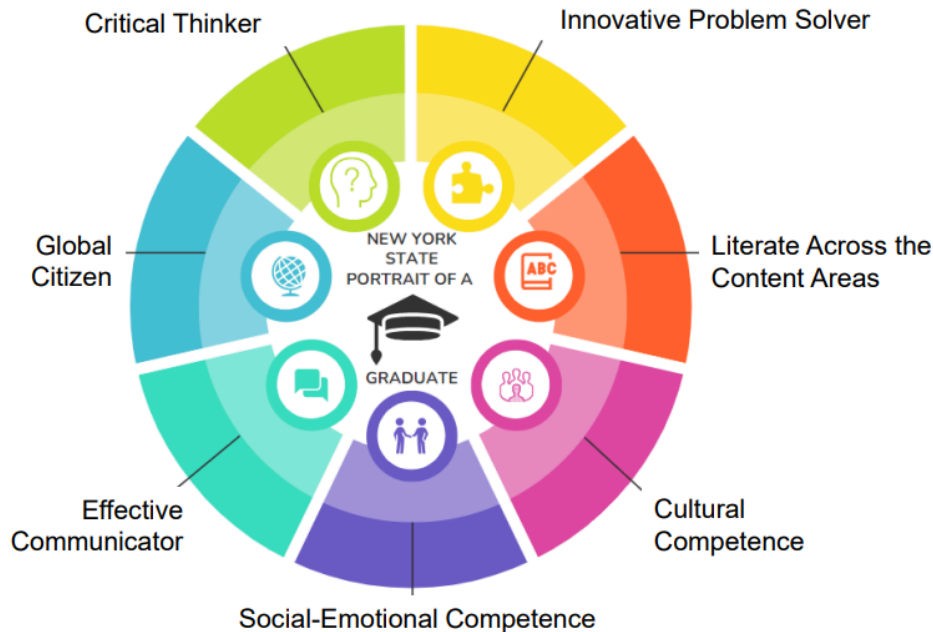 Critical Thinker
Innovative Problem Solver
?
NEW YORK
STATE
PORTRAIT OF A
GRADUATE
ABC
Global
Citizen
Literate Across the
Content Areas
Effective
Communicator
Cultural
Competence
Social-Emotional Competence